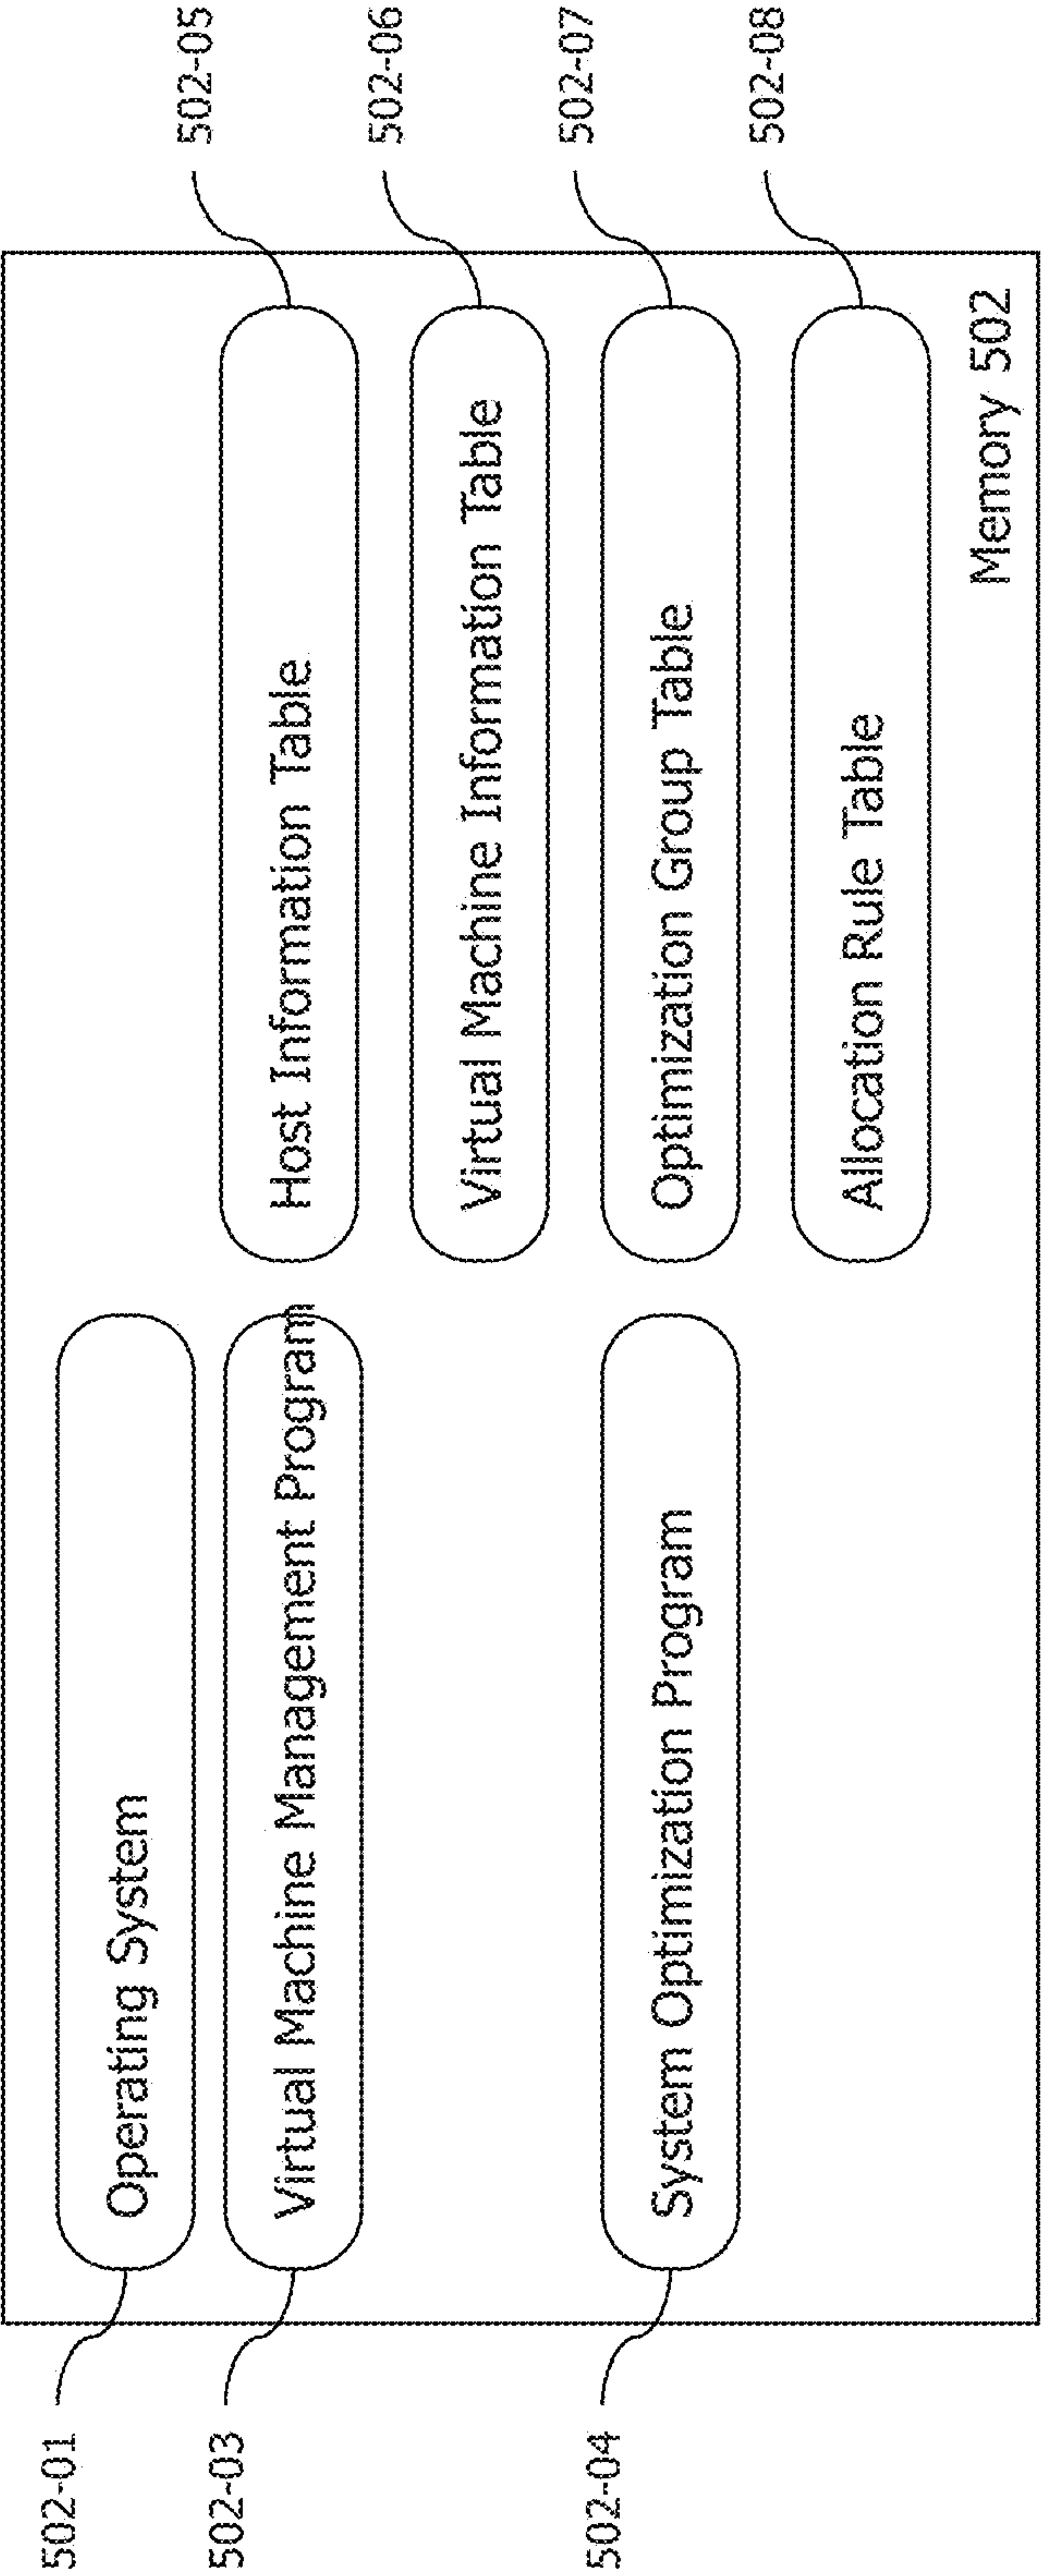 502-01
Operating System
502-03
Virtual Machine Management Program
502-04
System Optimization Program
Host Information Table
502-05
Virtual Machine Information Table
502-06
Optimization Group Table
502-07
Allocation Rule Table
502-08
Memory 502